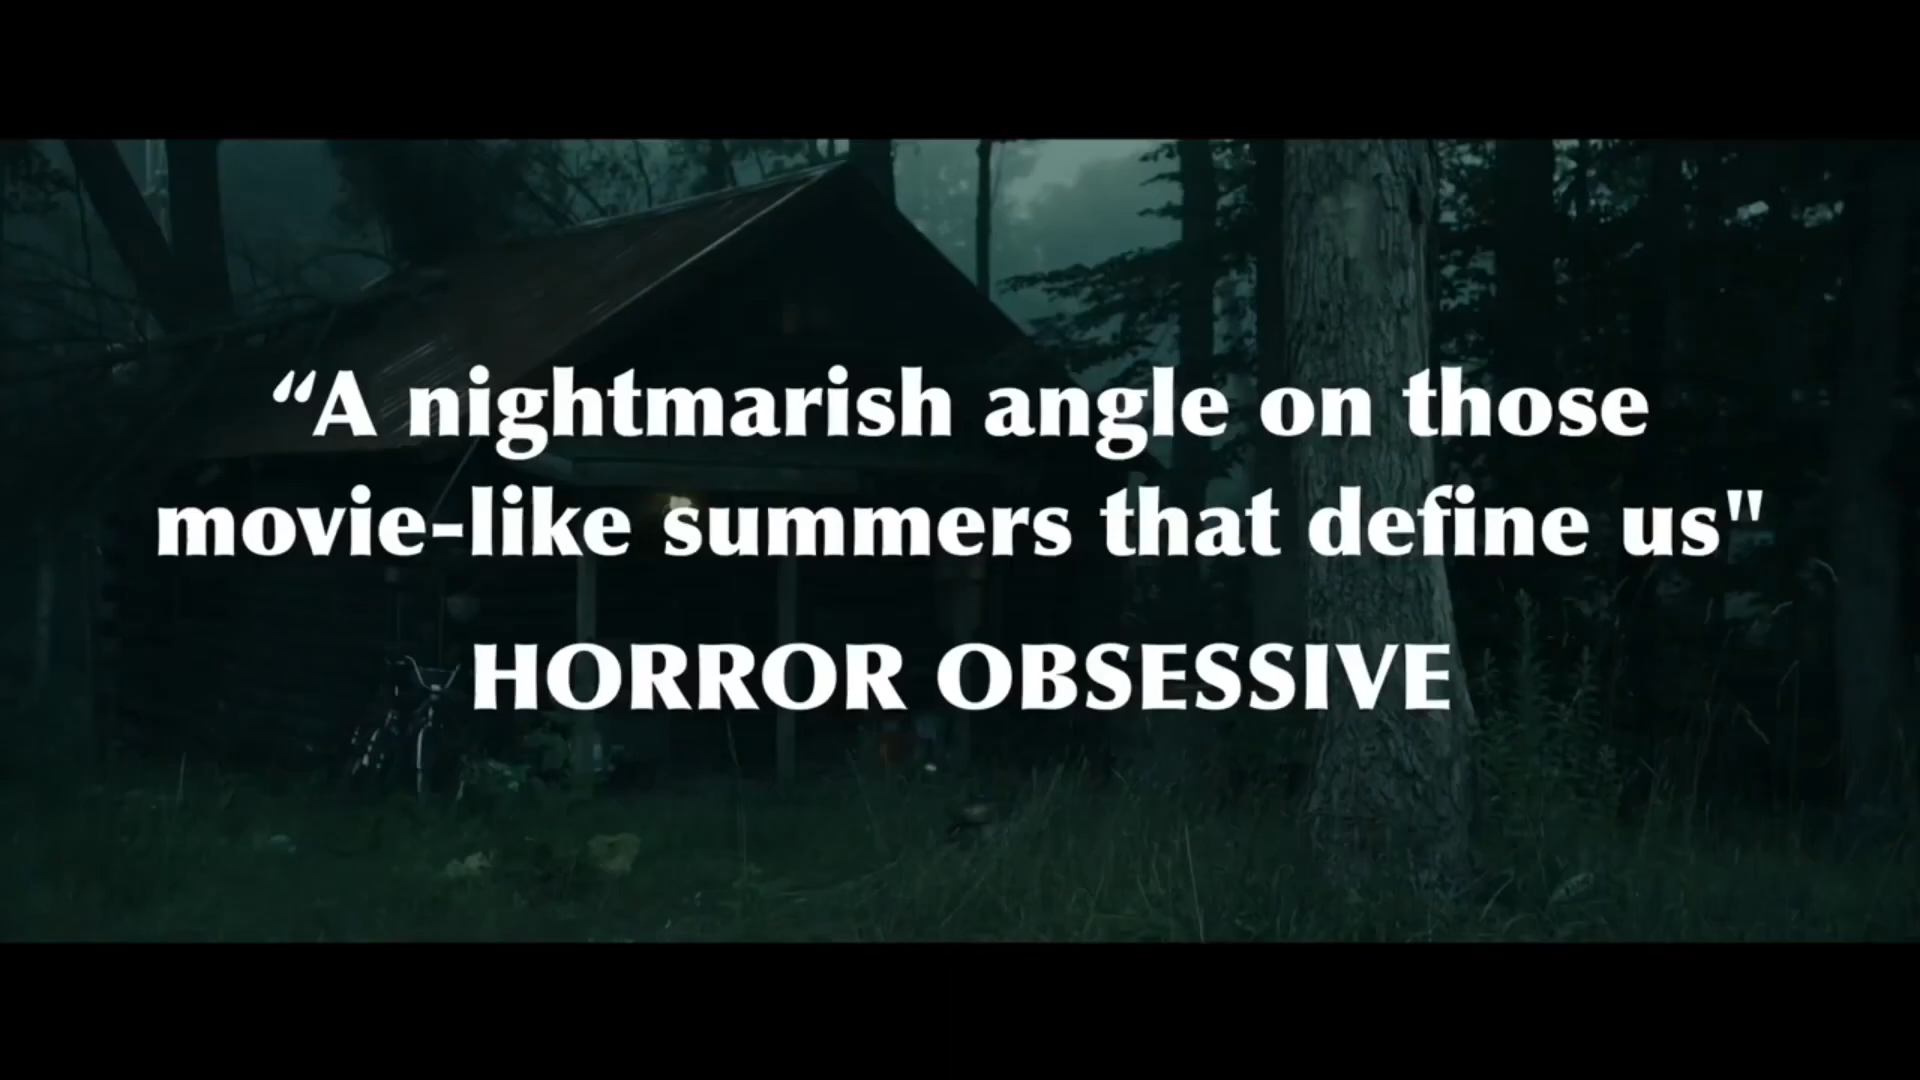 “A nightmarish angle on those
movie-like summers that define us"
HORROR OBSESSIVE